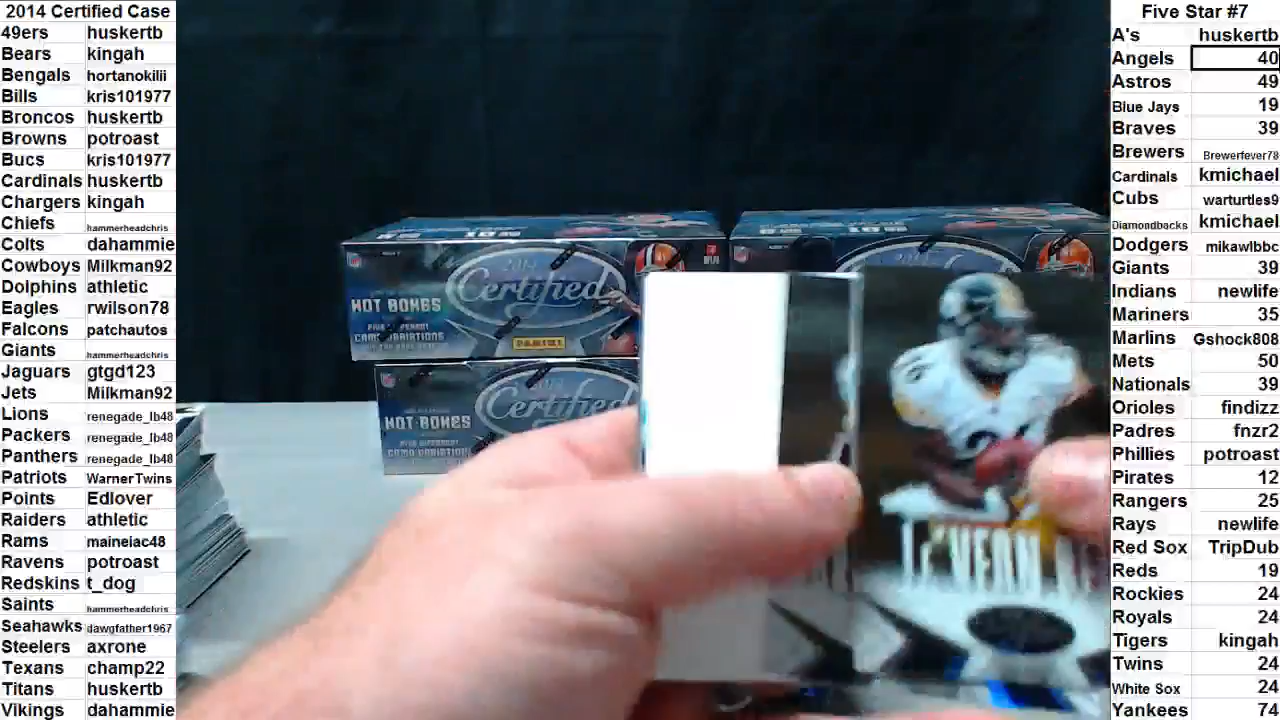 2014 Certified Case
49ers huskertb
Bears kingah
Bengals hortanokilii
Bills kris101977
Broncos huskertb
Browns potroast
Bucs kris101977
Cardinals huskertb
Chargers kingah
Chiefs hammerheadchris
Colts dahammie
Cowboys Milkman92
Dolphins athletic
Eagles rwilson78
Falcons patchautos
Giants hammerheadchris
Jaguars gtgd123
Jets Milkman92
Lions renegade_lb48
Packers renegade_lb48
Panthers renegade_lb48
Patriots WarnerTwins
Points Edlover
Raiders athletic
Rams maineiac48
Ravens potroast
Redskins t_dog
Saints hammerheadchris
Seahawks dawgfather1967
Steelers axrone
Texans champ22
Titans huskertb
Vikings dahammie
Certified
HOT BOXES
PANINI
Certified
HOT BOXES
Le'VEON
Five Star #7
A's huskertb
Angels 40
Astros 49
Blue Jays 19
Braves 39
Brewers Brewerfever78
Cardinals kmichael
Cubs warturtles9
Diamondbacks kmichael
Dodgers mikawlbbc
Giants 39
Indians newlife
Mariners 35
Marlins Gshock808
Mets 50
Nationals 39
Orioles findizz
Padres fnzr2
Phillies potroast
Pirates 12
Rangers 25
Rays newlife
Red Sox TripDub
Reds 19
Rockies 24
Royals 24
Tigers kingah
Twins 24
White Sox 24
Yankees 74